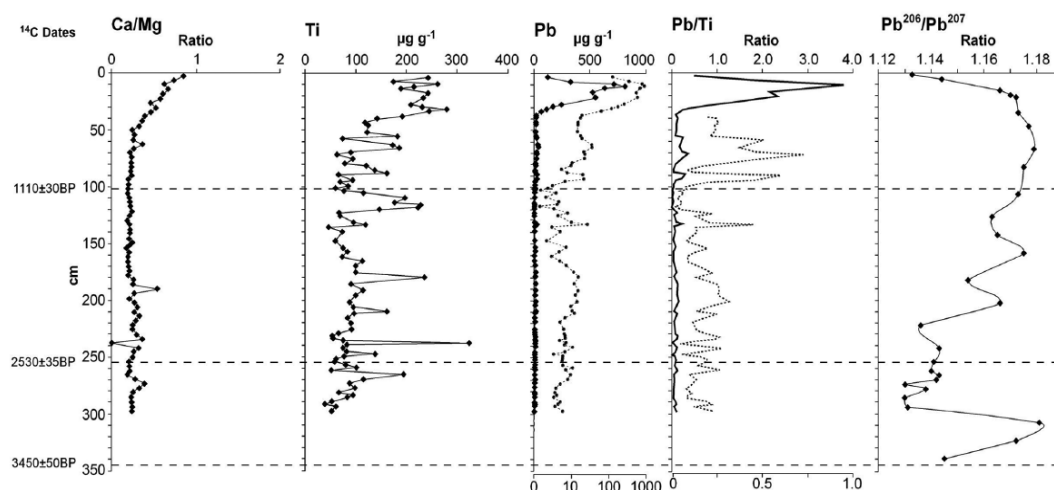 ¹⁴C Dates
Ca/Mg
Ratio
0 1 2
Ti
µg g⁻¹
0 100 200 300 400
Pb
µg g⁻¹
0 500 1000
Pb/Ti
Ratio
0 1.0 2.0 3.0 4.0
Pb²⁰⁶/Pb²⁰⁷
Ratio
1.12 1.14 1.16 1.18
0
50
100
1110±30BP
150
cm
200
250
2530±35BP
300
3450±50BP
350
0 10 100 1000
0 0.5 1.0